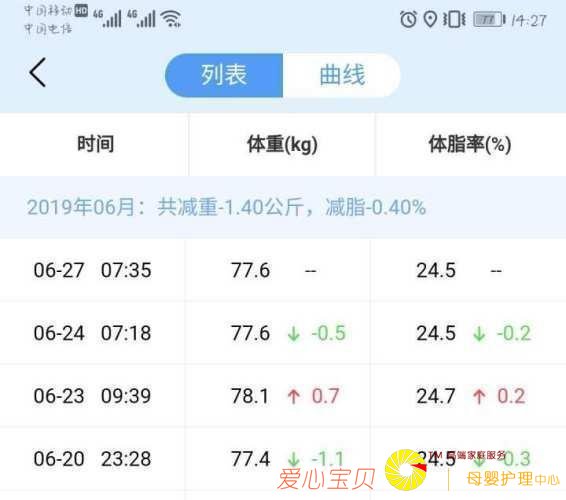 中国移动HD 4G 4G
中国电信 77 14:27
列表 曲线
时间 体重(kg) 体脂率(%)
2019年06月：共减重-1.40公斤，减脂-0.40%
06-27 07:35 77.6 -- 24.5 --
06-24 07:18 77.6 ↓ -0.5 24.5 ↓ -0.2
06-23 09:39 78.1 ↑ 0.7 24.7 ↑ 0.2
06-20 23:28 77.4 ↓ -1.1 24.5 -0.3
爱心宝贝 TM 高端家庭服务
母婴护理中心